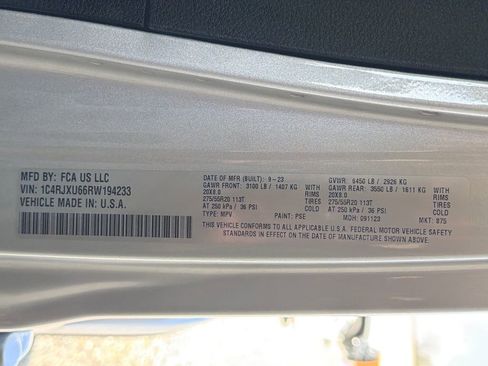 MFD BY: FCA US LLC
VIN: 1C4RJXU66RW194233
VEHICLE MADE IN: U.S.A.
DATE OF MFR.(BUILT): 9-23 GVWR: 6450 LB / 2926 KG
GAWR FRONT: 3100 LB / 1407 KG WITH GAWR REAR: 3550 LB / 1611 KG WITH
CAMRS RIMS CAMRS RIMS
20X8.0 20X8.0
275/55R20 113T TIRES 275/55R20 113T TIRES
AT 250 kPa / 36 PSI COLD AT 250 kPa / 36 PSI COLD
TYPE: MPV PAINT: PSE MDH: 091123 MKT: 875
THIS VEHICLE CONFORMS TO ALL APPLICABLE U.S.A. FEDERAL MOTOR VEHICLE SAFETY
STANDARDS IN EFFECT ON THE DATE OF MANUFACTURE SHOWN ABOVE.